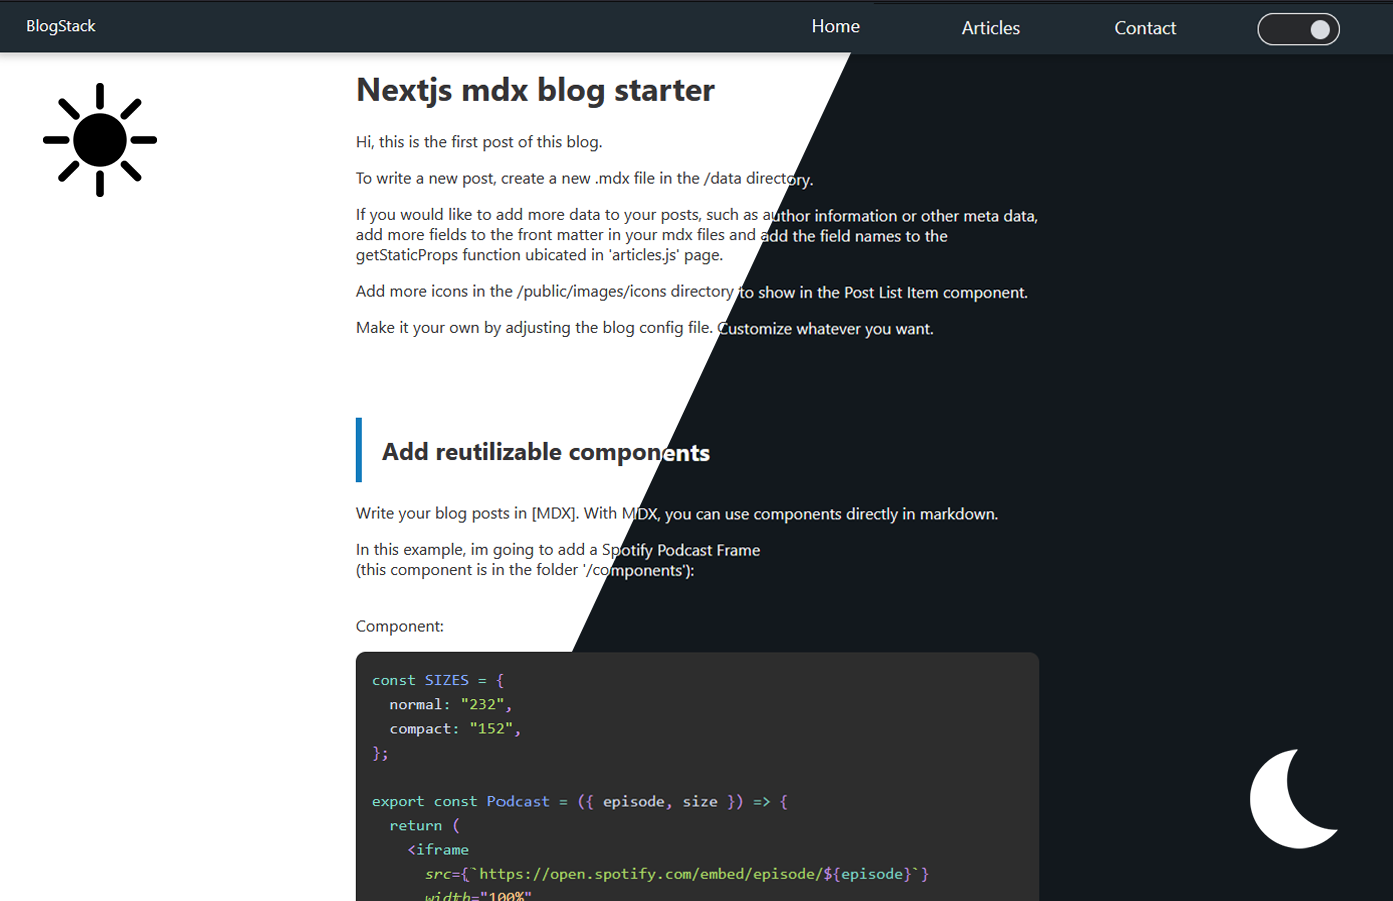 BlogStack
Home
Articles
Contact
Nextjs mdx blog starter
Hi, this is the first post of this blog.
To write a new post, create a new .mdx file in the /data directory.
If you would like to add more data to your posts, such as author information or other meta data,
add more fields to the front matter in your mdx files and add the field names to the
getStaticProps function ubicated in 'articles.js' page.
Add more icons in the /public/images/icons directory to show in the Post List Item component.
Make it your own by adjusting the blog config file. Customize whatever you want.
Add reutilizable components
Write your blog posts in [MDX]. With MDX, you can use components directly in markdown.
In this example, im going to add a Spotify Podcast Frame
(this component is in the folder '/components'):
Component:
const SIZES = {
  normal: "232",
  compact: "152",
};
export const Podcast = ({ episode, size }) => {
  return (
    <iframe
      src={`https://open.spotify.com/embed/episode/${episode}`}
      width="100%"